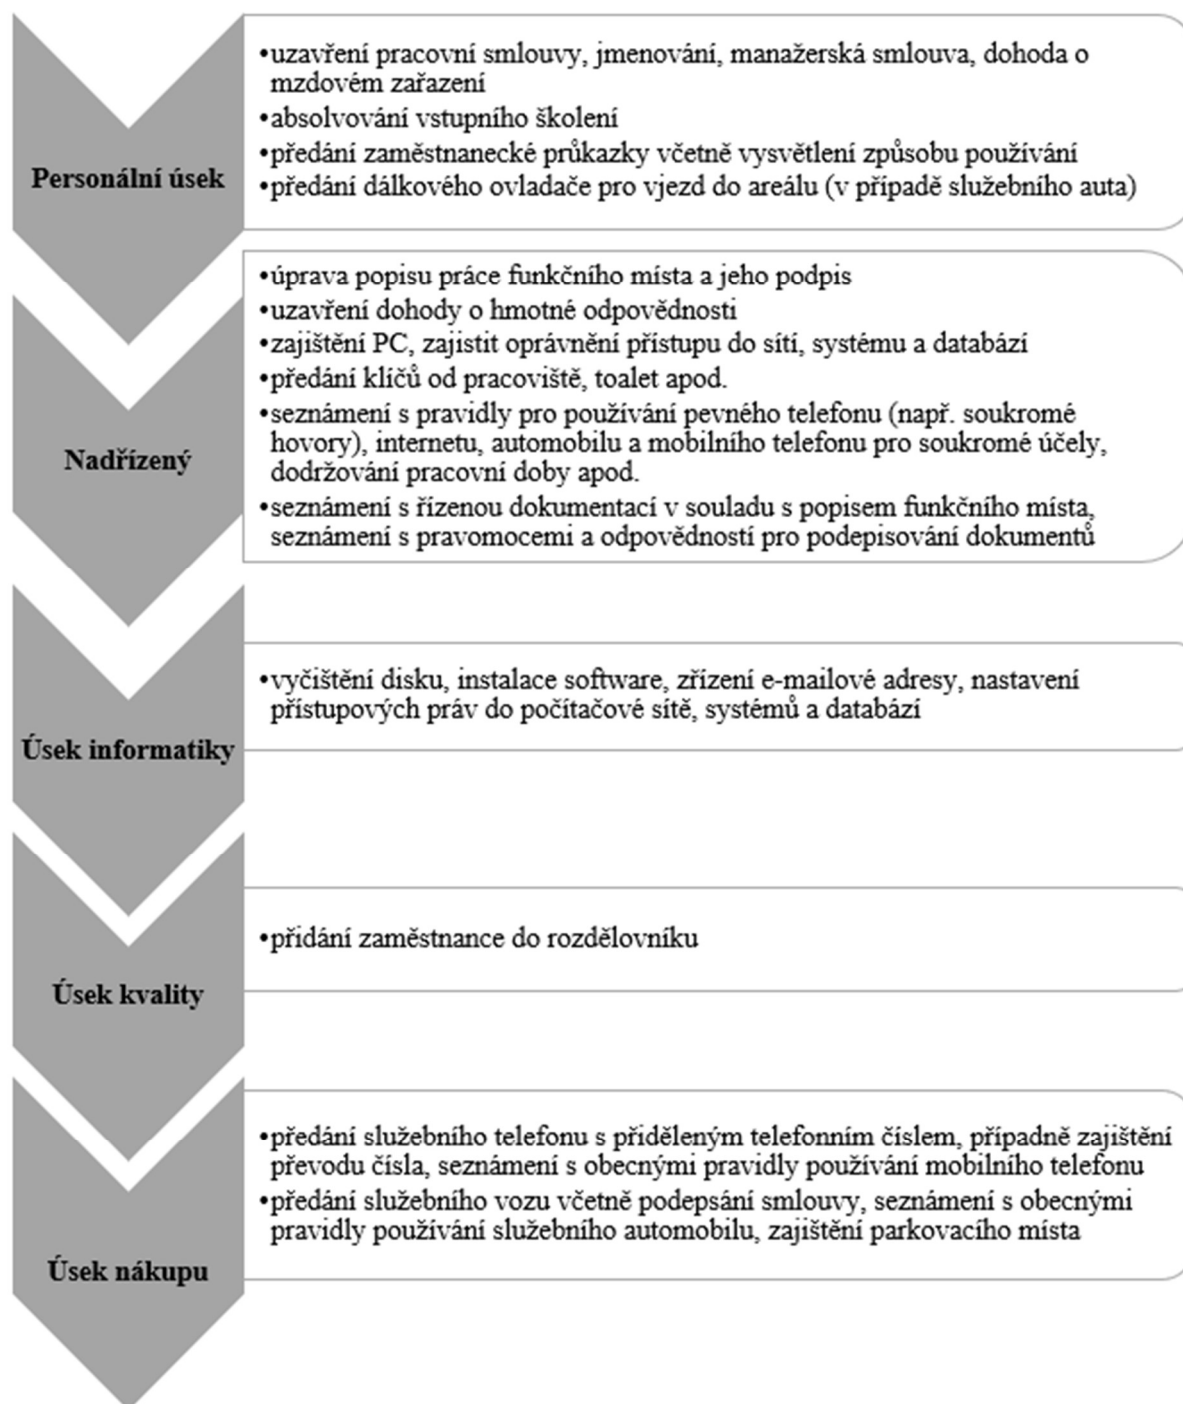 Personální úsek
•uzavření pracovní smlouvy, jmenování, manažerská smlouva, dohoda o
mzdovém zařazení
•absolvování vstupního školení
•předání zaměstnanecké průkazky včetně vysvětlení způsobu používání
•předání dálkového ovladače pro vjezd do areálu (v případě služebního auta)
Nadřízený
•úprava popisu práce funkčního místa a jeho podpis
•uzavření dohody o hmotné odpovědnosti
•zajištění PC, zajistit oprávnění přístupu do sítí, systému a databází
•předání klíčů od pracoviště, toalet apod.
•seznámení s pravidly pro používání pevného telefonu (např. soukromé
hovory), internetu, automobilu a mobilního telefonu pro soukromé účely,
dodržování pracovní doby apod.
•seznámení s řízenou dokumentací v souladu s popisem funkčního místa,
seznámení s pravomocemi a odpovědností pro podepisování dokumentů
Úsek informatiky
•vyčištění disku, instalace software, zřízení e-mailové adresy, nastavení
přístupových práv do počítačové sítě, systémů a databází
Úsek kvality
•přidání zaměstnance do rozdělovníku
Úsek nákupu
•předání služebního telefonu s přiděleným telefonním číslem, případně zajištění
převodu čísla, seznámení s obecnými pravidly používání mobilního telefonu
•předání služebního vozu včetně podepsání smlouvy, seznámení s obecnými
pravidly používání služebního automobilu, zajištění parkovacího místa